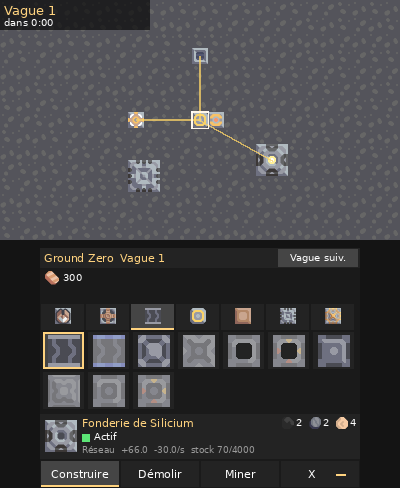 Vague 1
dans 0:00
Ground Zero Vague 1
Vague suiv.
300
Fonderie de Silicium
2 2 4
Actif
Réseau +66.0 -30.0/s stock 70/4000
Construire Démolir Miner X